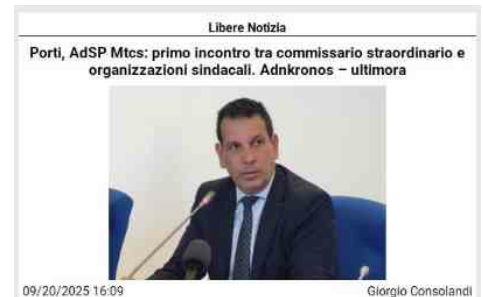 Libere Notizia
Porti, AdSP Mtcs: primo incontro tra commissario straordinario e
organizzazioni sindacali. Adnkronos – ultimora
09/20/2025 16:09 Giorgio Consolandi